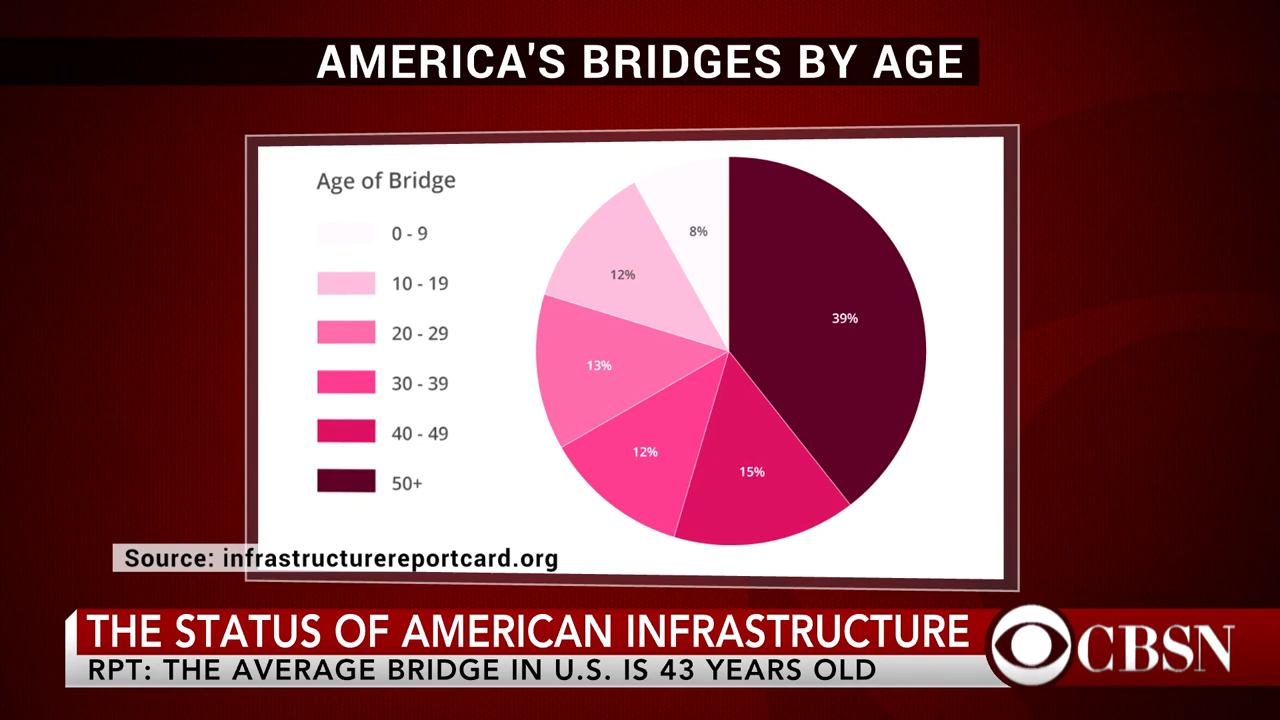 AMERICA'S BRIDGES BY AGE
Age of Bridge
0 - 9
10 - 19
20 - 29
30 - 39
40 - 49
50+
8%
12%
39%
13%
12%
15%
Source: infrastructurereportcard.org
THE STATUS OF AMERICAN INFRASTRUCTURE
RPT: THE AVERAGE BRIDGE IN U.S. IS 43 YEARS OLD
CBSN